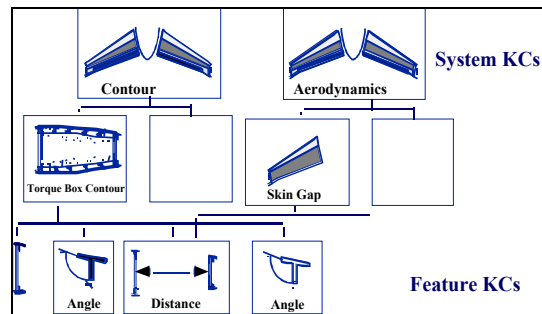 System KCs
Contour
Aerodynamics
Torque Box Contour
Skin Gap
Angle
Distance
Angle
Feature KCs